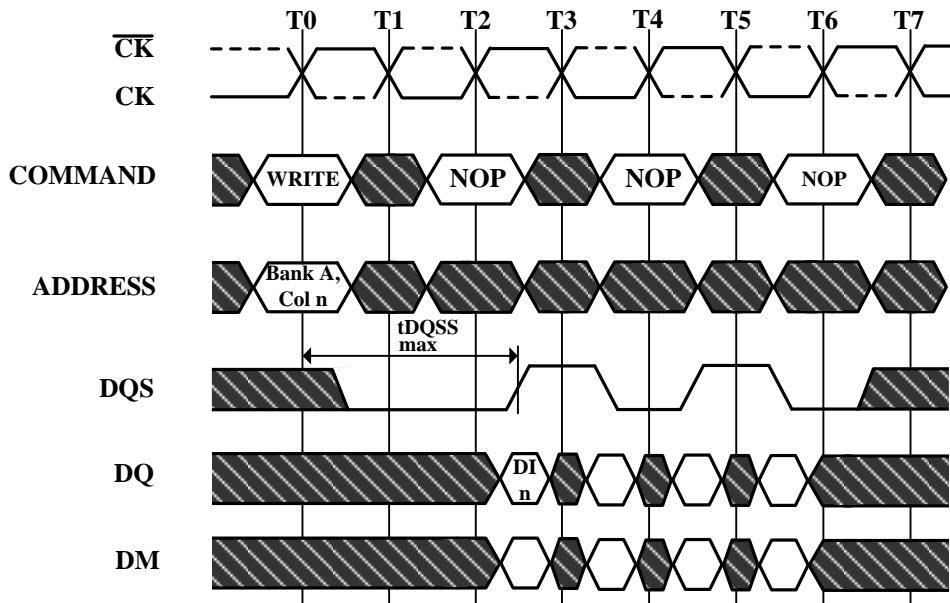 T0 T1 T2 T3 T4 T5 T6 T7
CK
CK
COMMAND
WRITE NOP NOP NOP
ADDRESS
Bank A,
Col n
tDQSS
max
DQS
DQ
DI
n
DM